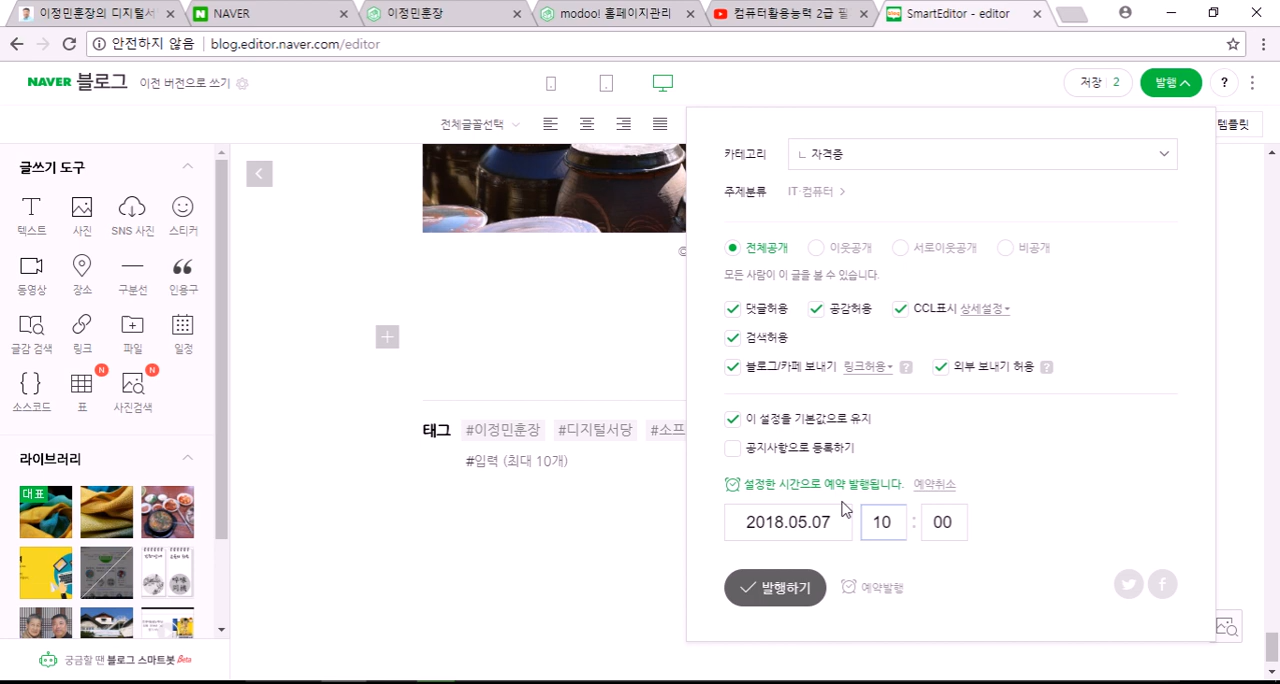 이정민훈장의 디지털서
NAVER
이정민훈장
modoo! 홈페이지관리
컴퓨터활용능력 2급 필
SmartEditor - editor
안전하지 않음 blog.editor.naver.com/editor
NAVER 블로그 이전 버전으로 쓰기
저장 2
발행
?
전체글꼴선택
템플릿
글쓰기 도구
텍스트 사진 SNS 사진 스티커
동영상 장소 구분선 인용구
글감 검색 링크 파일 일정
N N
소스코드 표 사진검색
라이브러리
대표
궁금할 땐 블로그 스마트봇 Beta
©
태그 #이정민훈장 #디지털서당 #소프
#입력 (최대 10개)
카테고리 ㄴ 자격증
주제분류 IT·컴퓨터 >
전체공개 이웃공개 서로이웃공개 비공개
모든 사람이 이 글을 볼 수 있습니다.
댓글허용 공감허용 CCL표시 상세설정
검색허용
블로그/카페 보내기 링크허용 ? 외부 보내기 허용 ?
이 설정을 기본값으로 유지
공지사항으로 등록하기
설정한 시간으로 예약 발행됩니다. 예약취소
2018.05.07 10 : 00
발행하기 예약발행